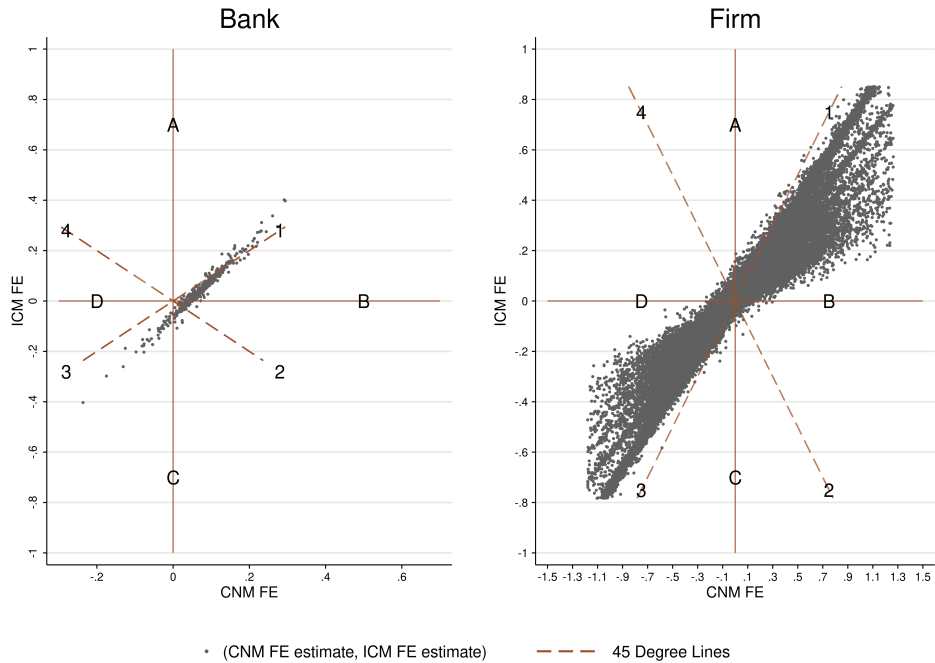 Bank
Firm
1
.8
.6
.4
.2
0
-.2
-.4
-.6
-.8
-1
ICM FE
A
4
1
D
B
3
2
C
-.2 0 .2 .4 .6
CNM FE
1
.8
.6
.4
.2
0
-.2
-.4
-.6
-.8
-1
ICM FE
4
1
A
D
B
C
3
2
-1.5 -1.3 -1.1 -.9 -.7 -.5 -.3 -.1 .1 .3 .5 .7 .9 1.1 1.3 1.5
CNM FE
(CNM FE estimate, ICM FE estimate)
45 Degree Lines